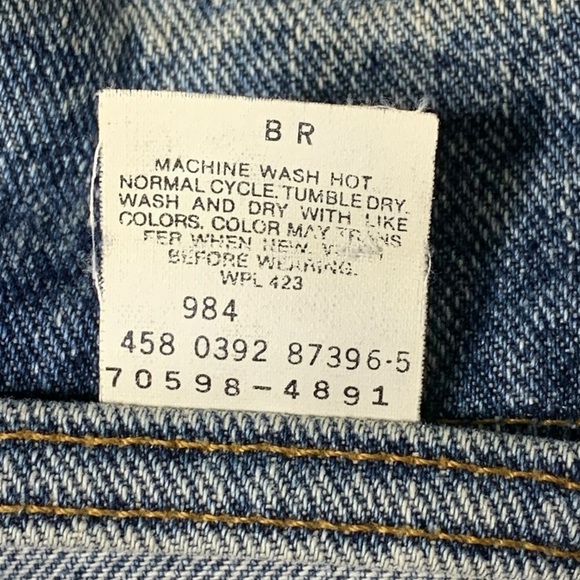 B R
MACHINE WASH HOT
NORMAL CYCLE. TUMBLE DRY.
WASH AND DRY WITH LIKE
COLORS. COLOR MAY TRANS
FER WHEN NEW.
BEFORE WEARING.
WPL 423
984
458 0392 87396-5
70598-4891